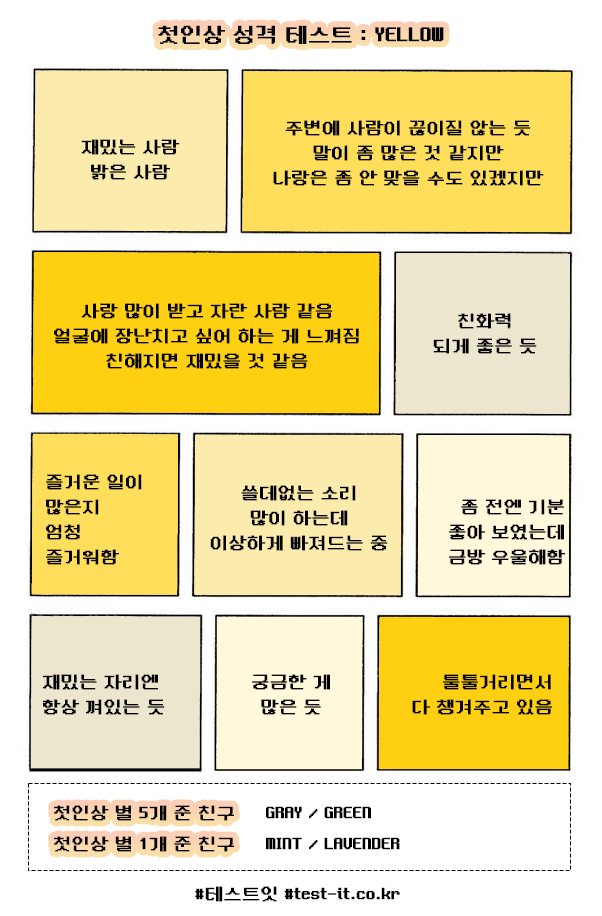 첫인상 성격 테스트 : YELLOW
재밌는 사람
밝은 사람
주변에 사람이 끊이질 않는 듯
말이 좀 많은 것 같지만
나랑은 좀 안 맞을 수도 있겠지만
사랑 많이 받고 자란 사람 같음
얼굴에 장난치고 싶어 하는 게 느껴짐
친해지면 재밌을 것 같음
친화력
되게 좋은 듯
즐거운 일이
많은지
엄청
즐거워함
쓸데없는 소리
많이 하는데
이상하게 빠져드는 중
좀 전엔 기분
좋아 보였는데
금방 우울해함
재밌는 자리엔
항상 껴있는 듯
궁금한 게
많은 듯
툴툴거리면서
다 챙겨주고 있음
첫인상 별 5개 준 친구 GRAY / GREEN
첫인상 별 1개 준 친구 MINT / LAVENDER
#테스트잇 #test-it.co.kr